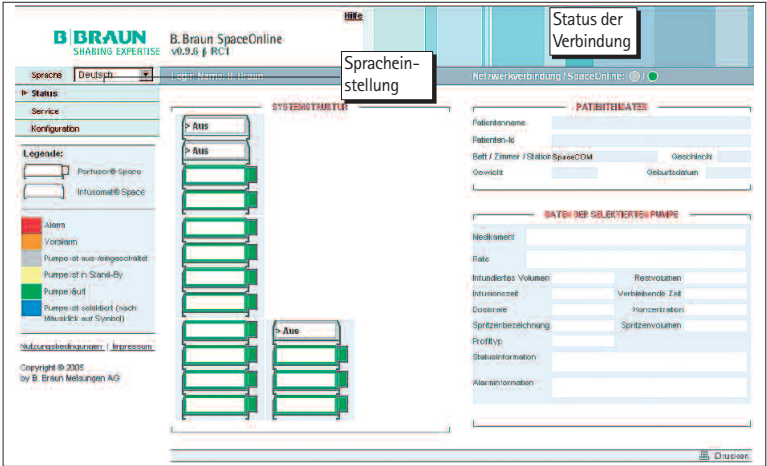 B BRAUN
SHARING EXPERTISE
B. Braun SpaceOnline
v0.9.6 β RC1
Hilfe
Status der
Verbindung
Sprachein-
stellung
Sprache Deutsch
Login Name: B. Braun
Netzwerkverbindung / SpaceOnline: /
Status
Service
Konfiguration
Legende:
Perfusor® Space
Infusomat® Space
Alarm
Voralarm
Pumpe ist aus-/eingeschaltet
Pumpe ist in Stand-By
Pumpe läuft
Pumpe ist selektiert (nach
Mausklick auf Symbol)
Nutzungsbedingungen | Impressum
Copyright © 2005
by B. Braun Melsungen AG
SYSTEMSTRUKTUR
> Aus
> Aus
> Aus
PATIENTENDATEN
Patientenname
Patienten-Id
Bett / Zimmer / Station SpaceCOM Geschlecht
Gewicht Geburtsdatum
DATEN DER SELEKTIERTEN PUMPE
Medikament
Rate
Infundiertes Volumen Restvolumen
Infusionszeit Verbleibende Zeit
Dosisrate Konzentration
Spritzenbezeichnung Spritzenvolumen
Profiltyp
Statusinformation
Alarminformation
Drucken